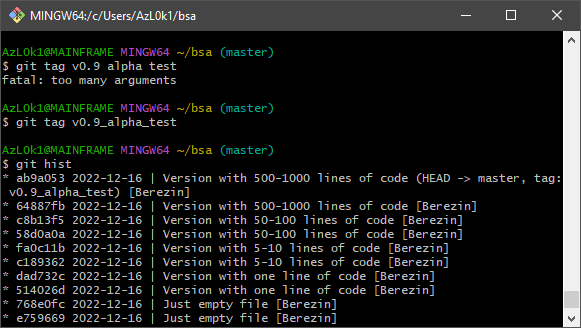 MINGW64:/c/Users/AzL0k1/bsa
AzL0k1@MAINFRAME MINGW64 ~/bsa (master)
$ git tag v0.9 alpha test
fatal: too many arguments
AzL0k1@MAINFRAME MINGW64 ~/bsa (master)
$ git tag v0.9_alpha_test
AzL0k1@MAINFRAME MINGW64 ~/bsa (master)
$ git hist
* ab9a053 2022-12-16 | Version with 500-1000 lines of code (HEAD -> master, tag:
v0.9_alpha_test) [Berezin]
* 64887fb 2022-12-16 | Version with 500-1000 lines of code [Berezin]
* c8b13f5 2022-12-16 | Version with 50-100 lines of code [Berezin]
* 58d0a0a 2022-12-16 | Version with 50-100 lines of code [Berezin]
* fa0c11b 2022-12-16 | Version with 5-10 lines of code [Berezin]
* c189362 2022-12-16 | Version with 5-10 lines of code [Berezin]
* dad732c 2022-12-16 | Version with one line of code [Berezin]
* 514026d 2022-12-16 | Version with one line of code [Berezin]
* 768e0fc 2022-12-16 | Just empty file [Berezin]
* e759669 2022-12-16 | Just empty file [Berezin]